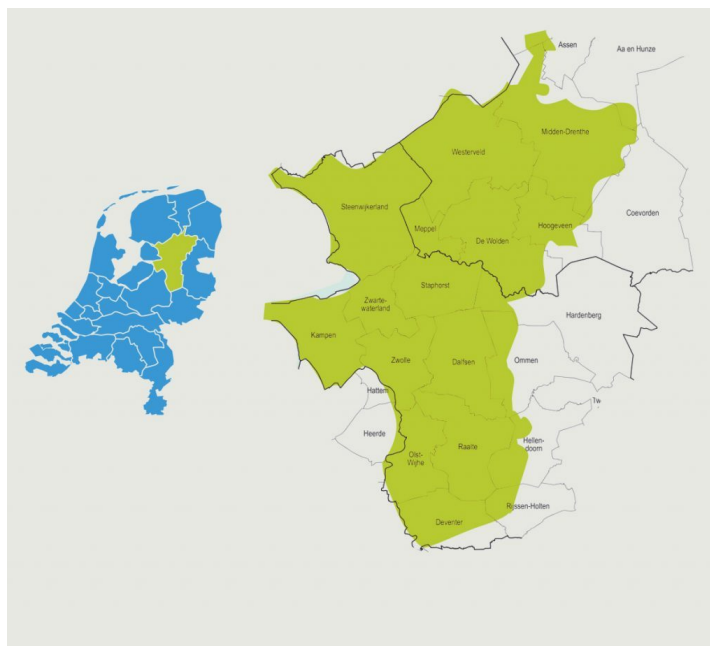 Assen
Aa en Hunze
Midden-Drenthe
Westerveld
Steenwijkerland
Coevorden
Meppel
Hoogeveen
De Wolden
Staphorst
Zwarte-
waterland
Hardenberg
Kampen
Zwolle
Dalfsen
Ommen
Hattem
Tw
Heerde
Hellen-
doorn
Raalte
Olst-
Wijhe
Rijssen-Holten
Deventer